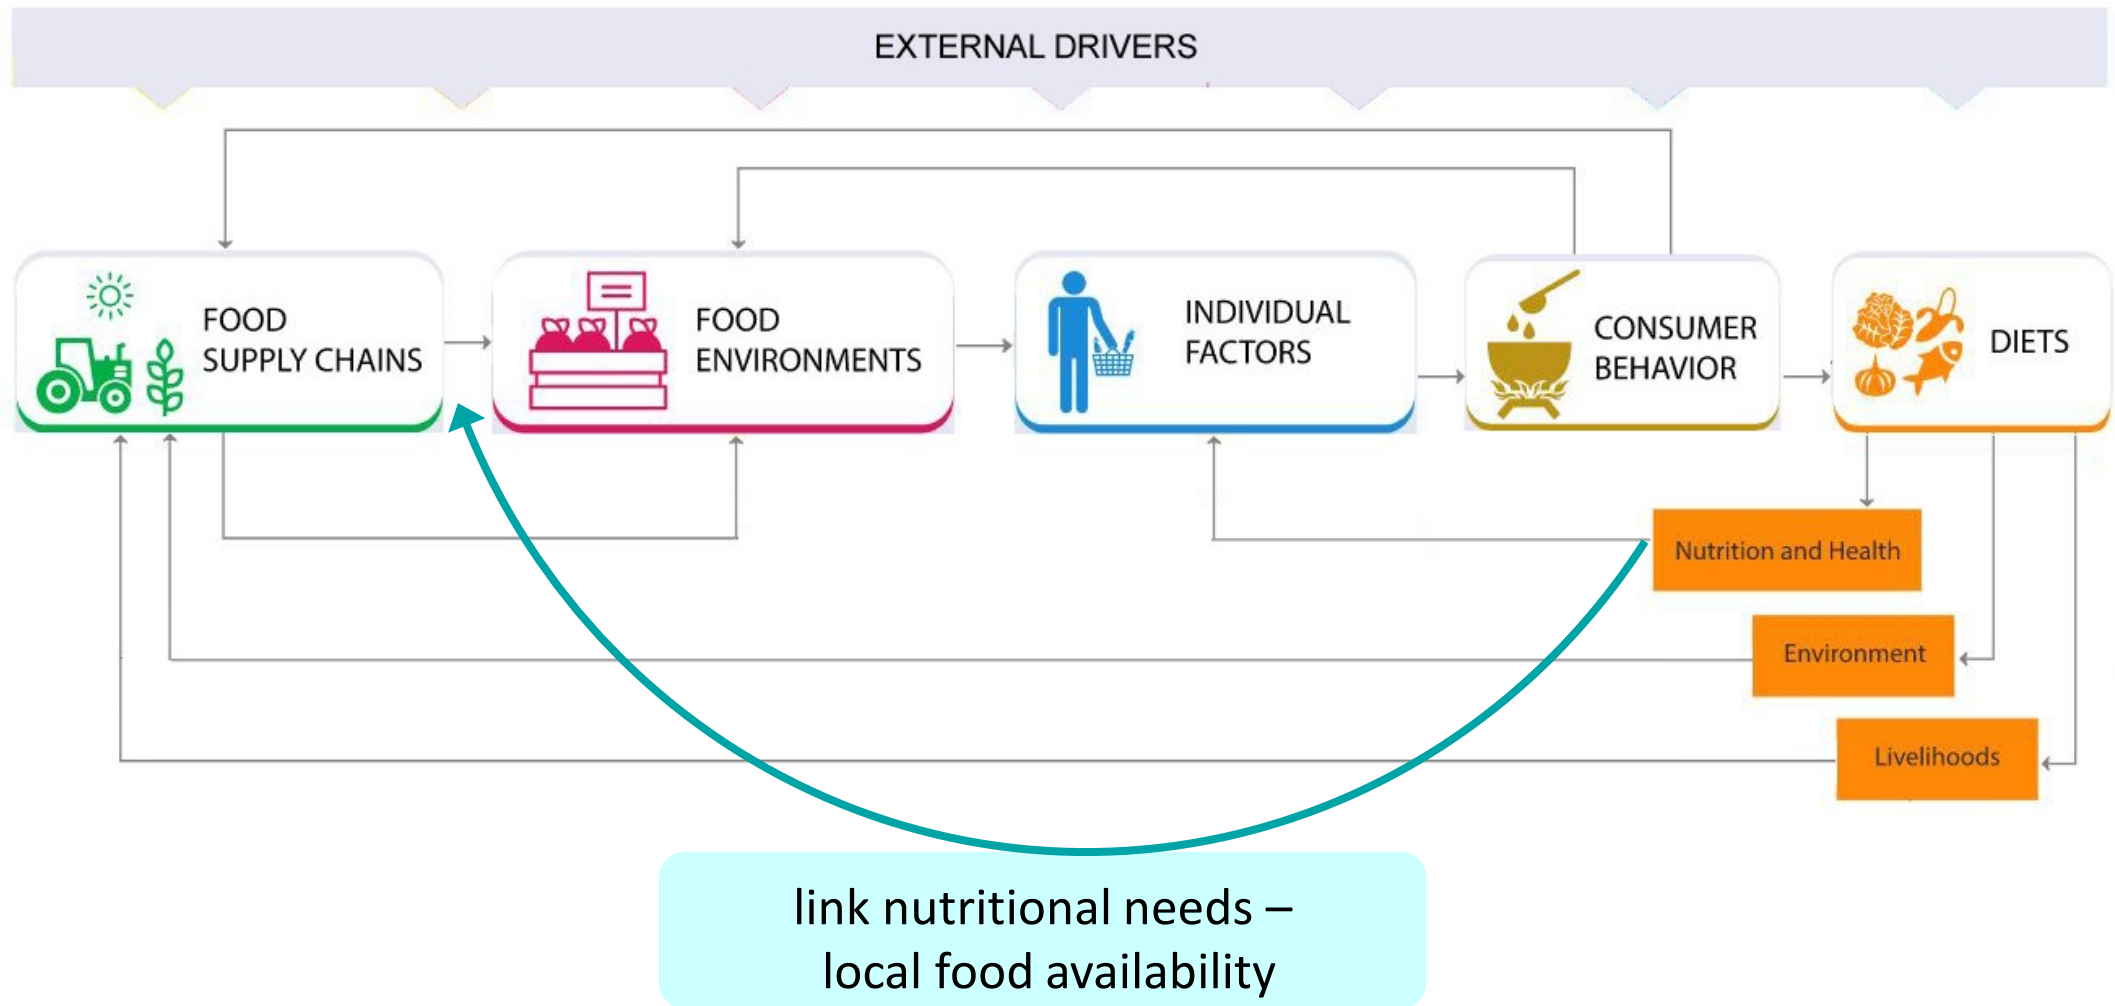 EXTERNAL DRIVERS
FOOD
SUPPLY CHAINS
FOOD
ENVIRONMENTS
INDIVIDUAL
FACTORS
CONSUMER
BEHAVIOR
DIETS
Nutrition and Health
Environment
Livelihoods
link nutritional needs –
local food availability